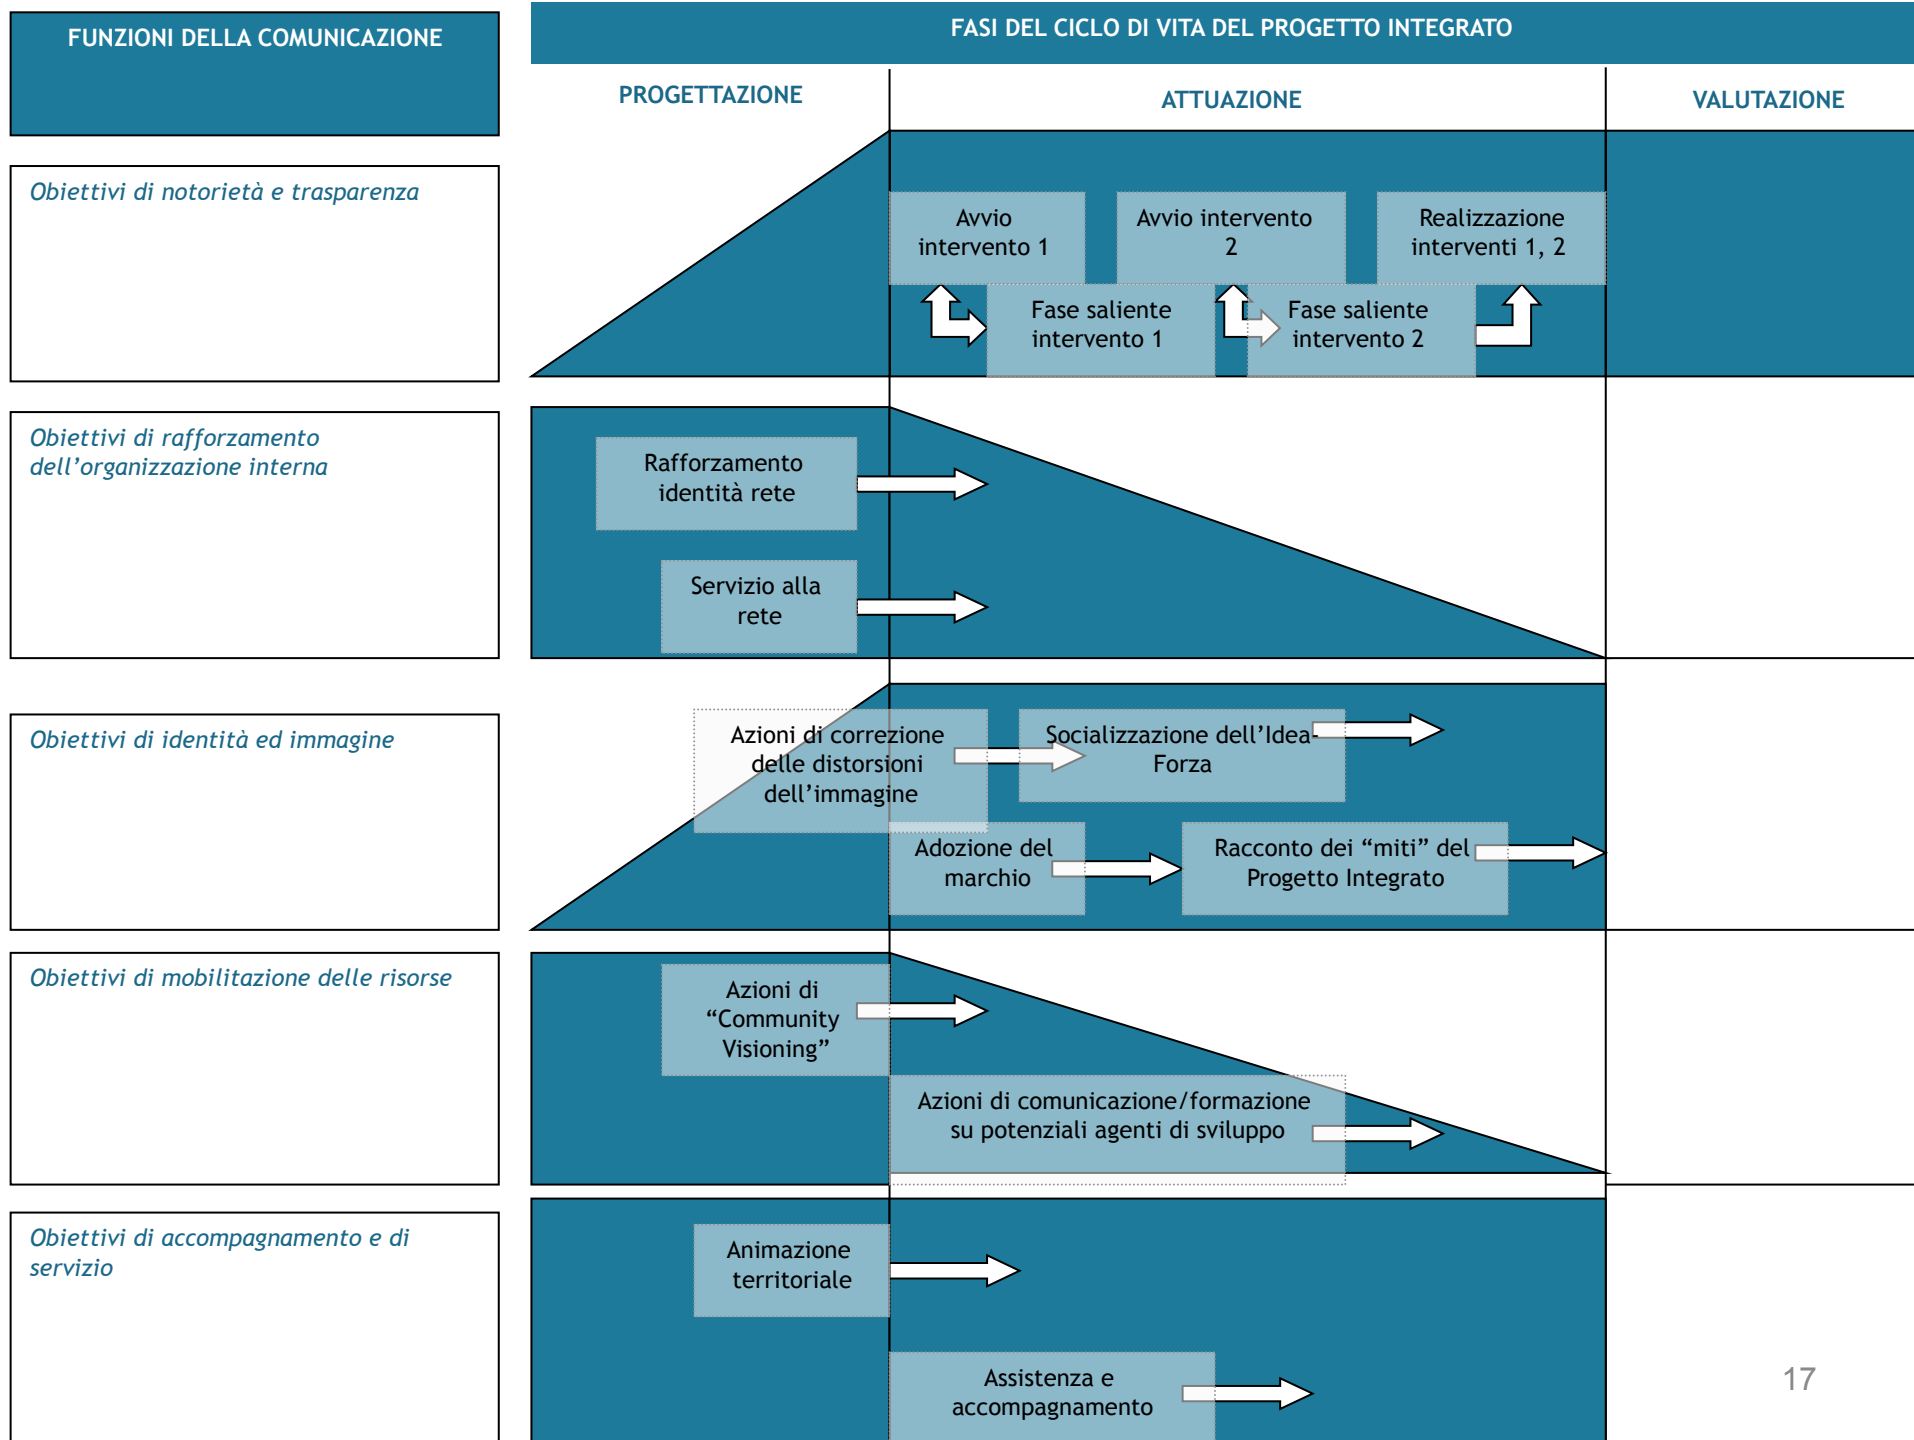 FUNZIONI DELLA COMUNICAZIONE
FASI DEL CICLO DI VITA DEL PROGETTO INTEGRATO
PROGETTAZIONE
ATTUAZIONE
VALUTAZIONE
Obiettivi di notorietà e trasparenza
Avvio
intervento 1
Avvio intervento
2
Realizzazione
interventi 1, 2
Fase saliente
intervento 1
Fase saliente
intervento 2
Obiettivi di rafforzamento
dell’organizzazione interna
Rafforzamento
identità rete
Servizio alla
rete
Obiettivi di identità ed immagine
Azioni di correzione
delle distorsioni
dell’immagine
Socializzazione dell’Idea-
Forza
Adozione del
marchio
Racconto dei “miti” del
Progetto Integrato
Obiettivi di mobilitazione delle risorse
Azioni di
“Community
Visioning”
Azioni di comunicazione/formazione
su potenziali agenti di sviluppo
Obiettivi di accompagnamento e di
servizio
Animazione
territoriale
Assistenza e
accompagnamento
17